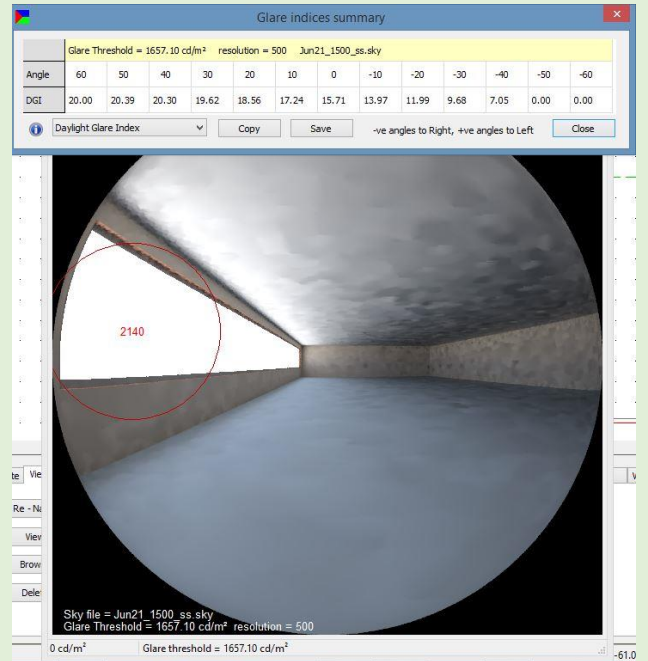 Glare indices summary
Glare Threshold = 1657.10 cd/m² resolution = 500 Jun21_1500_ss.sky
Angle 60 50 40 30 20 10 0 -10 -20 -30 -40 -50 -60
DGI 20.00 20.39 20.30 19.62 18.56 17.24 15.71 13.97 11.99 9.68 7.05 0.00 0.00
Daylight Glare Index Copy Save -ve angles to Right, +ve angles to Left Close
2140
Re - Na
View
Brow
Sky file = Jun21_1500_ss.sky
Glare Threshold = 1657.10 cd/m² resolution = 500
0 cd/m² Glare threshold = 1657.10 cd/m²
-61.0